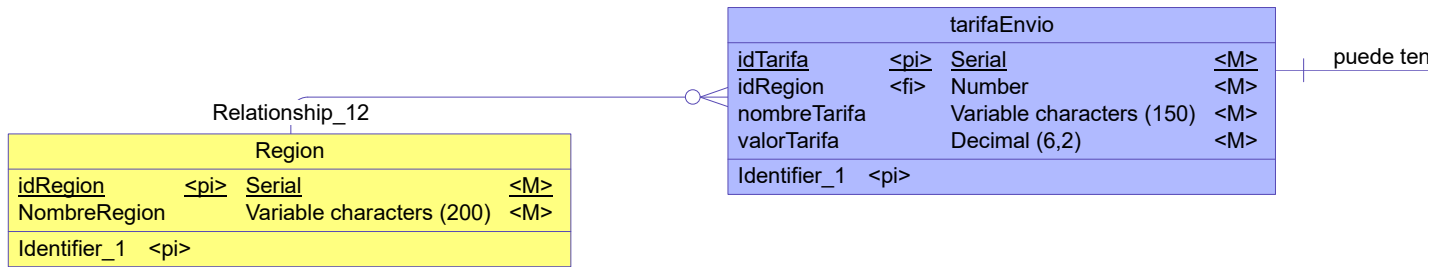 tarifaEnvio
idTarifa <pi> Serial <M>
idRegion <fi> Number <M>
nombreTarifa Variable characters (150) <M>
valorTarifa Decimal (6,2) <M>
Identifier_1 <pi>
puede ten
Relationship_12
Region
idRegion <pi> Serial <M>
NombreRegion Variable characters (200) <M>
Identifier_1 <pi>